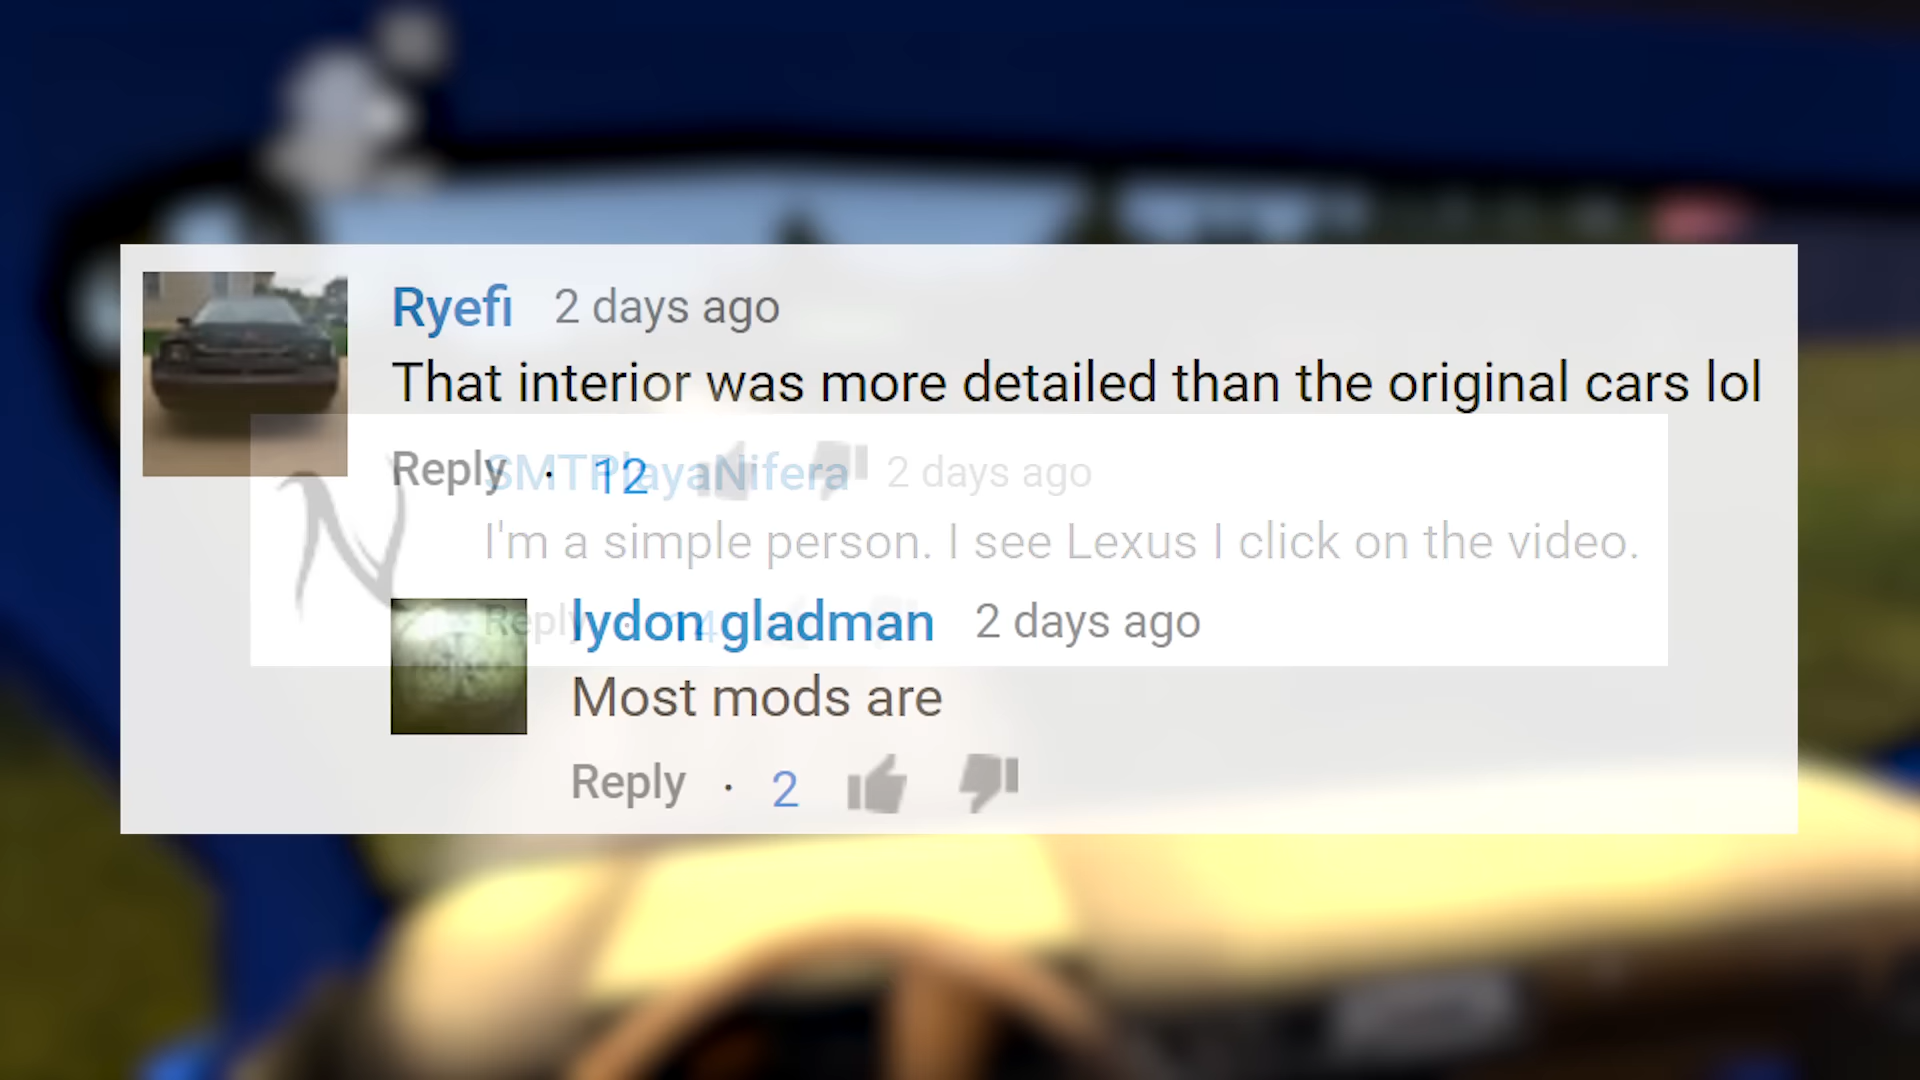 Ryefi 2 days ago
That interior was more detailed than the original cars lol
Reply · 12
SMTPlayaNifera 2 days ago
I'm a simple person. I see Lexus I click on the video.
Reply
lydon gladman 2 days ago
Most mods are
Reply · 2